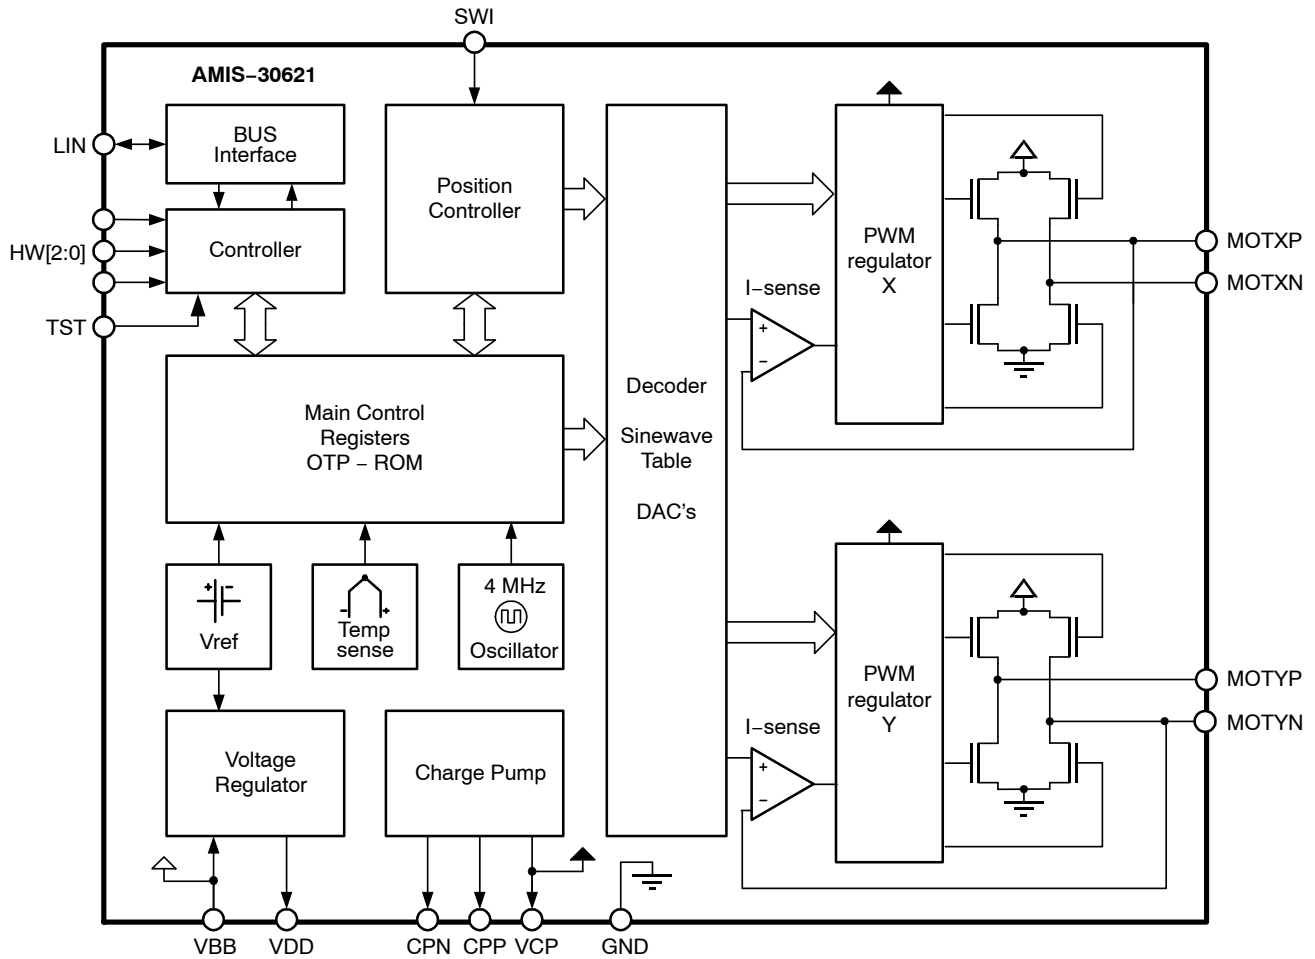 SWI
AMIS−30621
LIN
BUS
Interface
HW[2:0]
Controller
TST
Position
Controller
Main Control
Registers
OTP − ROM
+ −
Vref
− +
Temp
sense
4 MHz
Oscillator
Voltage
Regulator
Charge Pump
Decoder
Sinewave
Table
DAC's
I−sense
+
−
PWM
regulator
X
MOTXP
MOTXN
I−sense
+
−
PWM
regulator
Y
MOTYP
MOTYN
VBB
VDD
CPN
CPP
VCP
GND